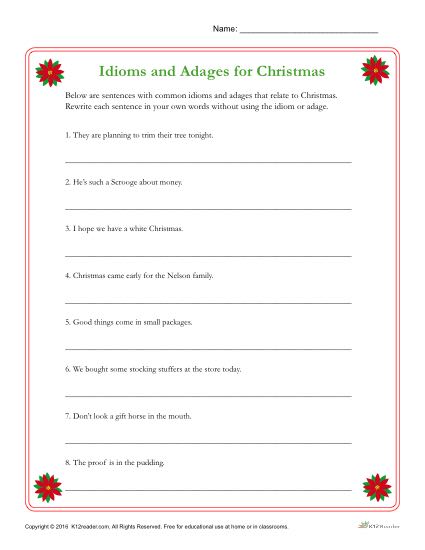 Name: ______________________________
Idioms and Adages for Christmas
Below are sentences with common idioms and adages that relate to Christmas.
Rewrite each sentence in your own words without using the idiom or adage.
1. They are planning to trim their tree tonight.
2. He's such a Scrooge about money.
3. I hope we have a white Christmas.
4. Christmas came early for the Nelson family.
5. Good things come in small packages.
6. We bought some stocking stuffers at the store today.
7. Don't look a gift horse in the mouth.
8. The proof is in the pudding.
Copyright © 2016 K12reader.com. All Rights Reserved. Free for educational use at home or in classrooms.
K12Reader